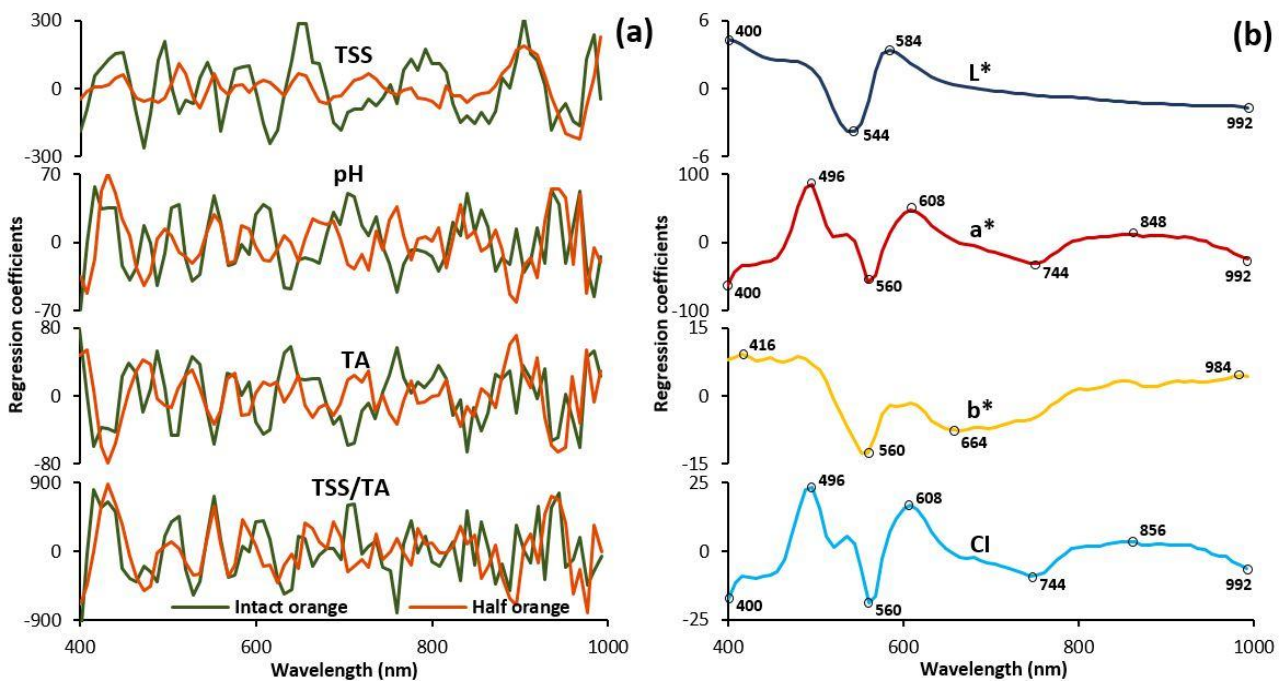 (a)
Regression coefficients
300
0
-300
TSS
70
0
-70
pH
80
0
-80
TA
900
0
-900
TSS/TA
Intact orange
Half orange
400 600 800 1000
Wavelength (nm)
(b)
Regression coefficients
6
0
-6
400
544
584
L*
992
100
0
-100
400
496
560
608
a*
744
848
992
15
0
-15
416
560
b*
664
984
25
0
-25
400
496
560
608
CI
744
856
992
400 600 800 1000
Wavelength (nm)